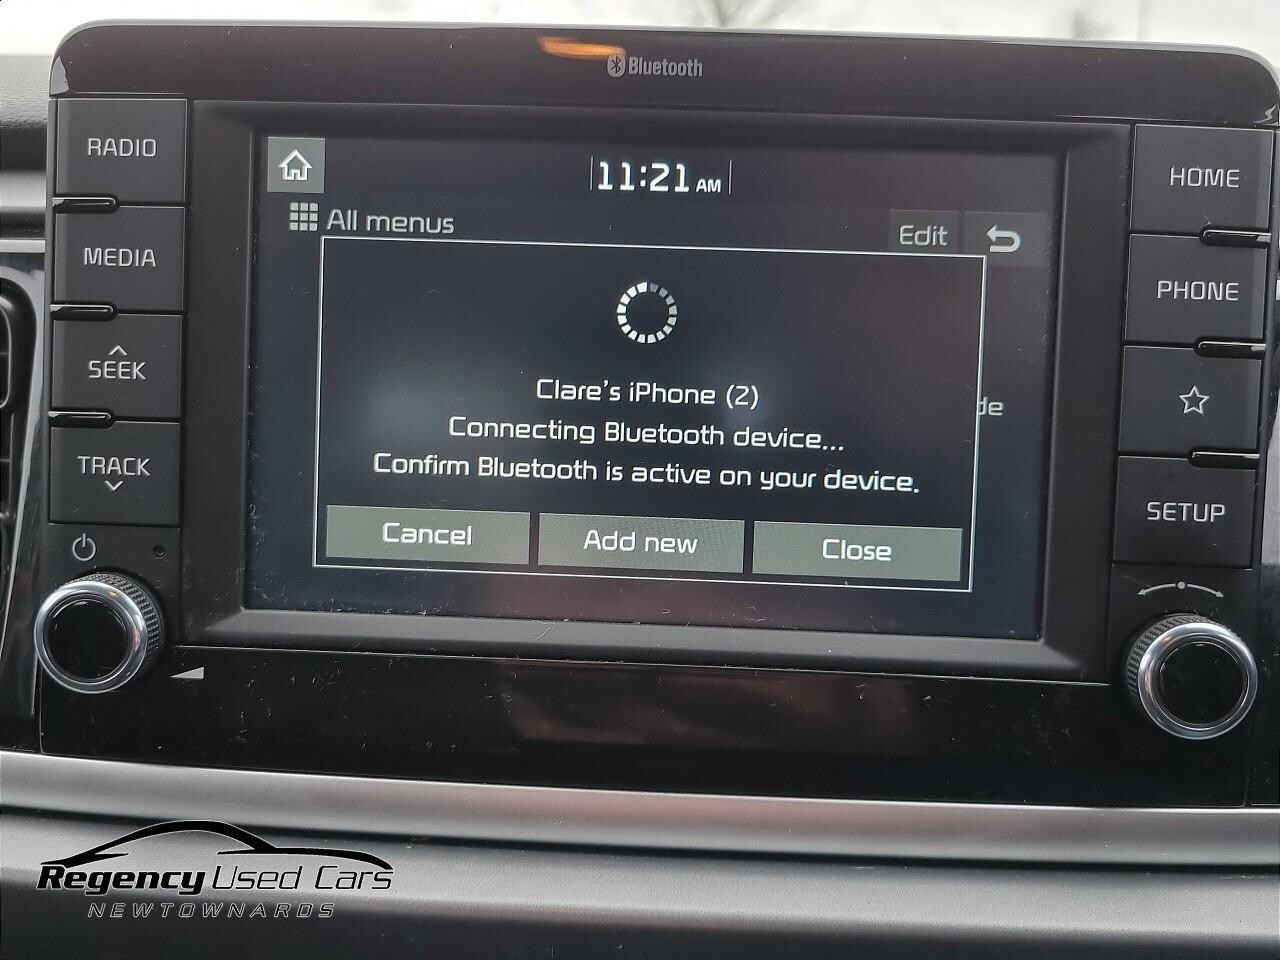 Bluetooth
RADIO
MEDIA
SEEK
TRACK
11:21 AM
All menus
Edit
Clare's iPhone (2)
Connecting Bluetooth device...
Confirm Bluetooth is active on your device.
Cancel
Add new
Close
de
HOME
PHONE
SETUP
Regency Used Cars
NEWTOWNARDS